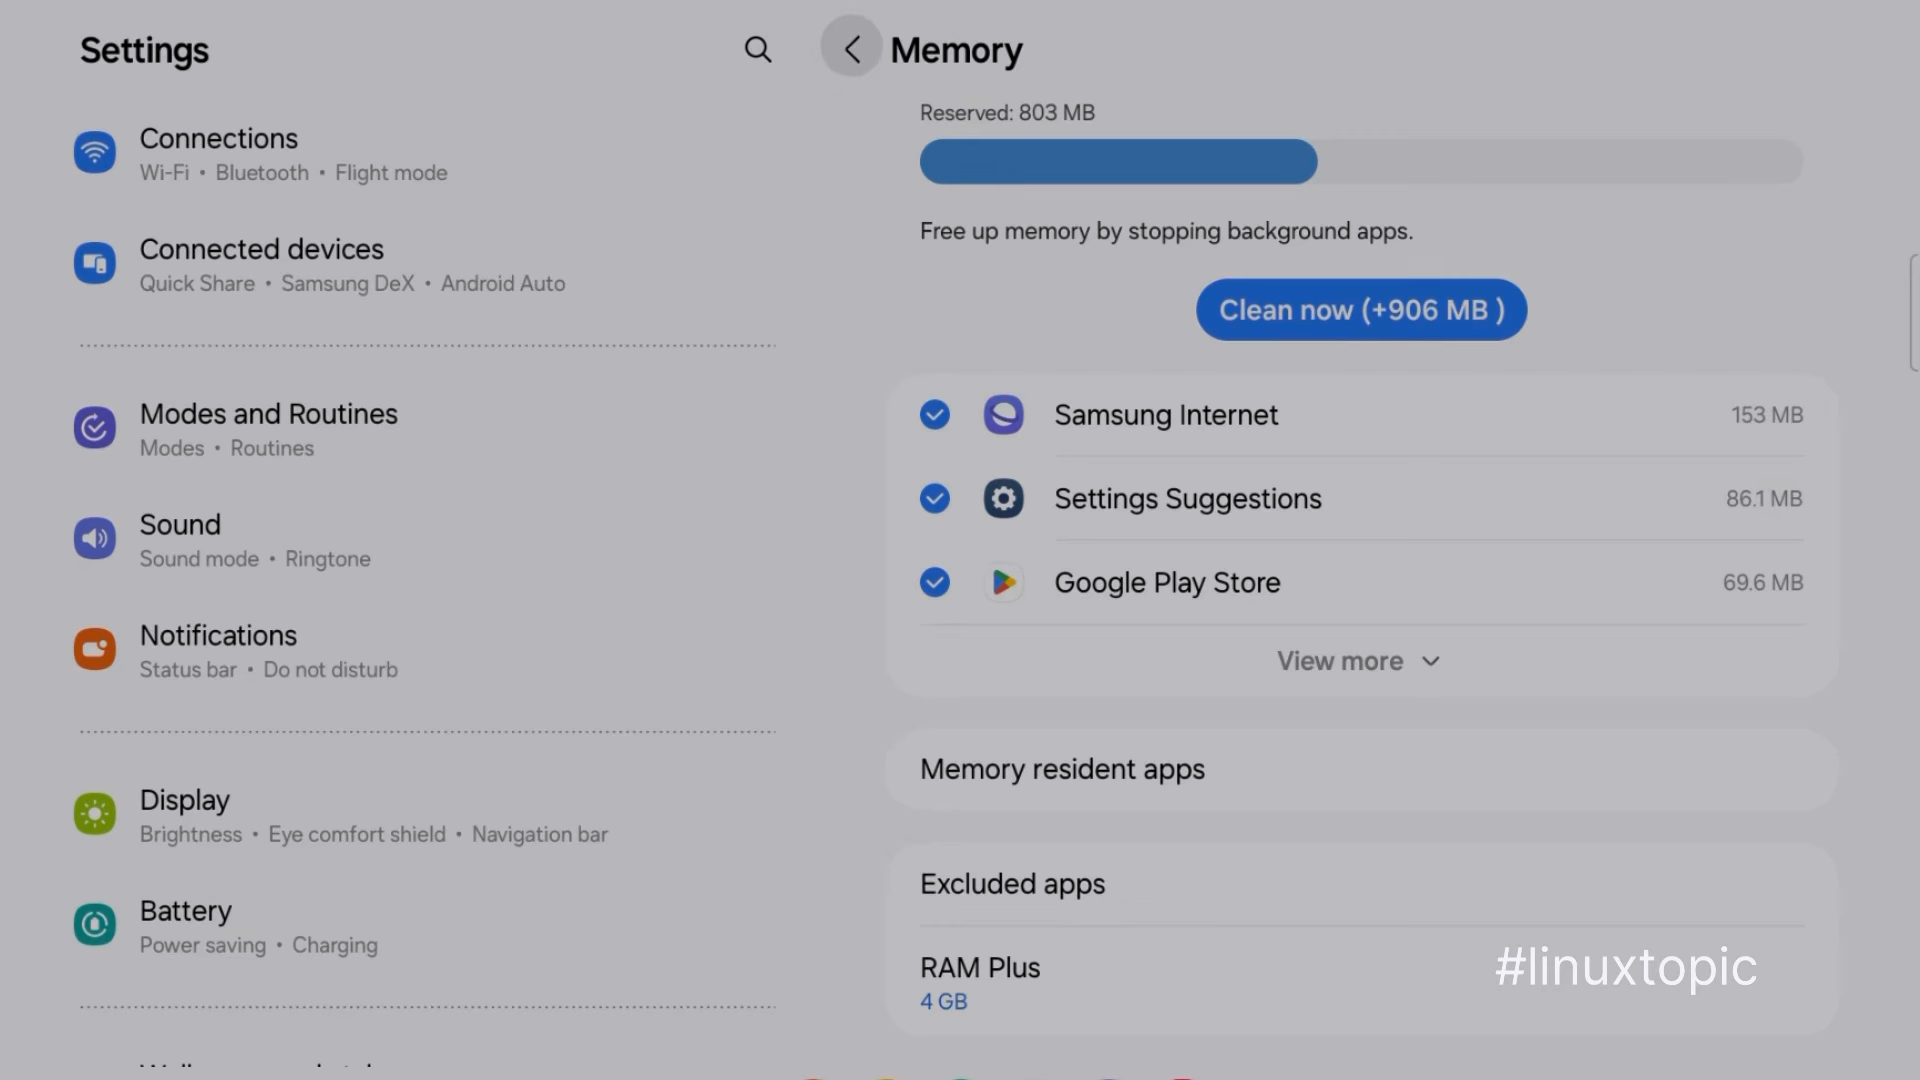 Settings
Connections
Wi-Fi • Bluetooth • Flight mode
Connected devices
Quick Share • Samsung DeX • Android Auto
Modes and Routines
Modes • Routines
Sound
Sound mode • Ringtone
Notifications
Status bar • Do not disturb
Display
Brightness • Eye comfort shield • Navigation bar
Battery
Power saving • Charging
Memory
Reserved: 803 MB
Free up memory by stopping background apps.
Clean now (+906 MB )
Samsung Internet 153 MB
Settings Suggestions 86.1 MB
Google Play Store 69.6 MB
View more
Memory resident apps
Excluded apps
RAM Plus
4 GB
#linuxtopic